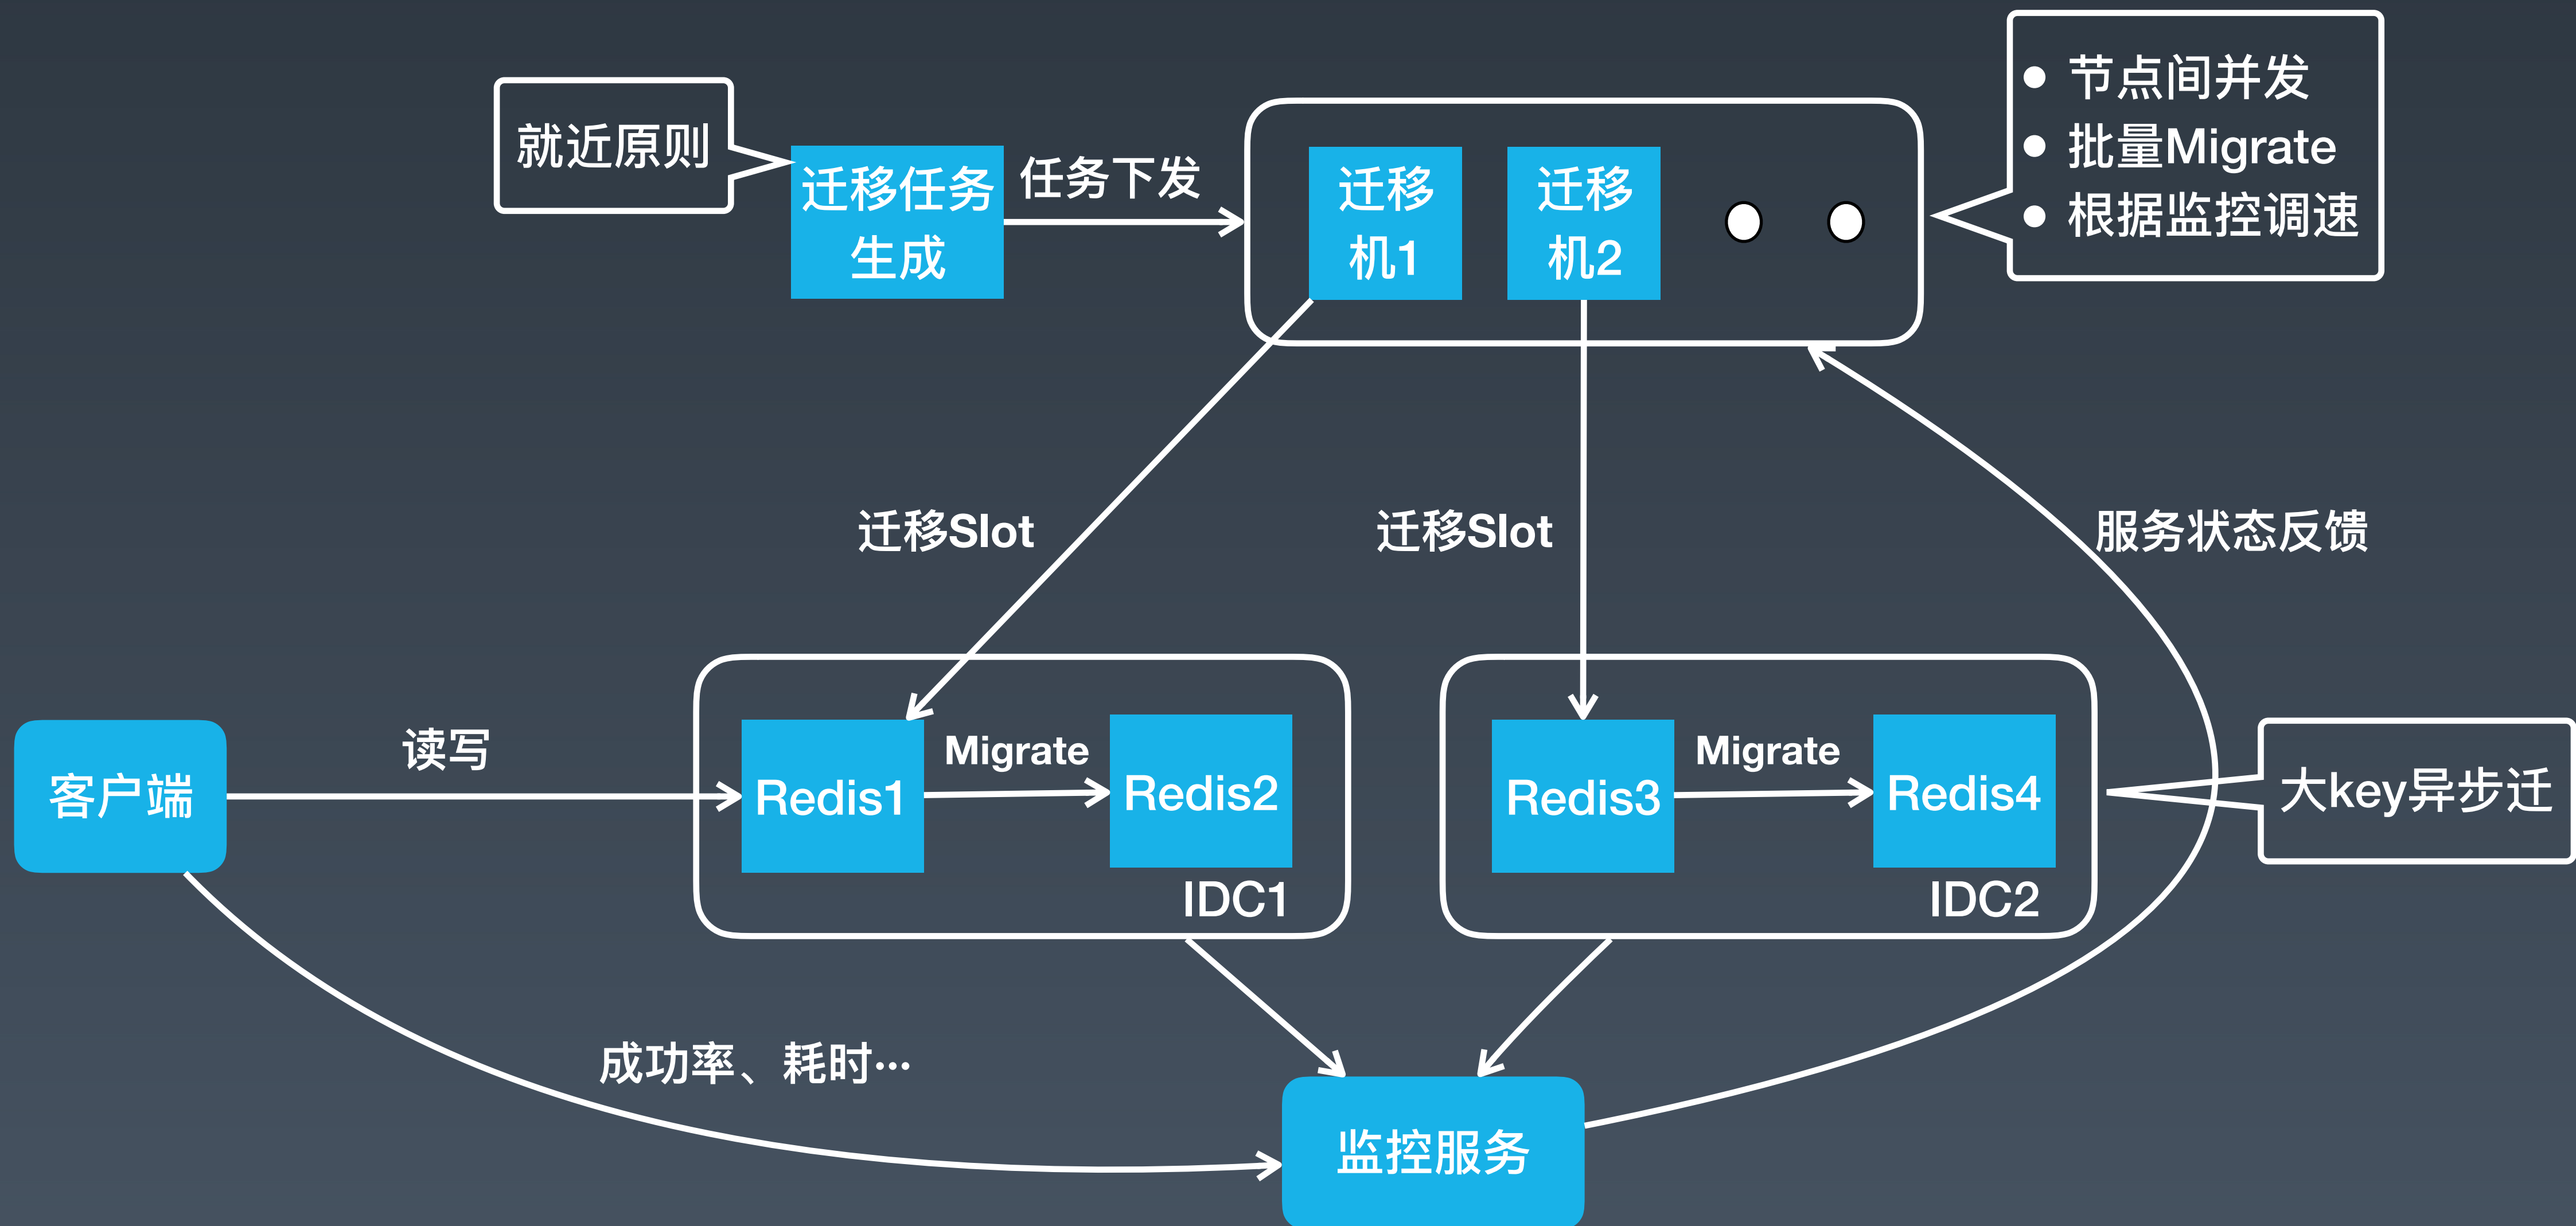 就近原则
迁移任务
生成
任务下发
迁移
机1
迁移
机2
节点间并发
批量Migrate
根据监控调速
迁移Slot
迁移Slot
服务状态反馈
客户端
读写
Redis1
Migrate
Redis2
IDC1
Redis3
Migrate
Redis4
IDC2
大key异步迁
成功率、耗时···
监控服务